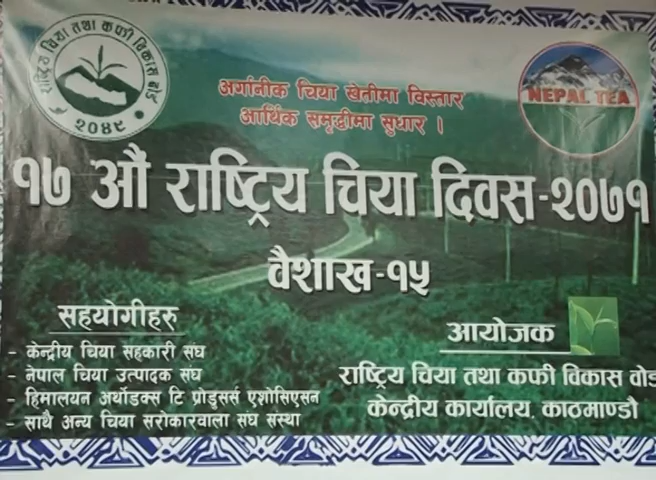 राष्ट्रिय चिया तथा कफी विकास बोर्ड
२०४९
NEPAL TEA
अर्गानीक चिया खेतीमा विस्तार
आर्थिक समृद्धीमा सुधार ।
१७ औं राष्ट्रिय चिया दिवस-२०७१
वैशाख-१५
सहयोगीहरु
- केन्द्रीय चिया सहकारी संघ
- नेपाल चिया उत्पादक संघ
- हिमालयन अर्थोडक्स टि प्रोडुसर्स एशोसिएसन
- साथै अन्य चिया सरोकारवाला संघ संस्था
आयोजक
राष्ट्रिय चिया तथा कफी विकास वोर्ड
केन्द्रीय कार्यालय, काठमाण्डौ